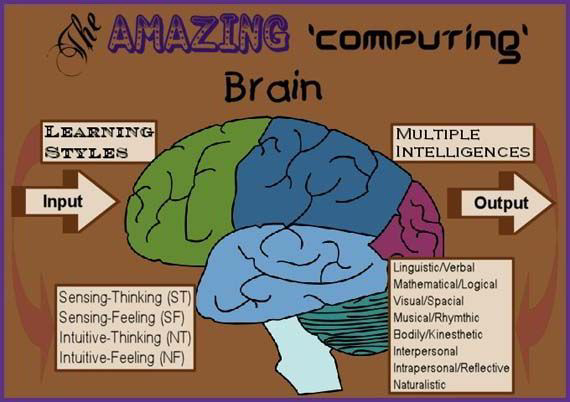 The AMAZING 'computing'
Brain
LEARNING
STYLES
MULTIPLE
INTELLIGENCES
Input
Output
Sensing-Thinking (ST)
Sensing-Feeling (SF)
Intuitive-Thinking (NT)
Intuitive-Feeling (NF)
Linguistic/Verbal
Mathematical/Logical
Visual/Spacial
Musical/Rhymthic
Bodily/Kinesthetic
Interpersonal
Intrapersonal/Reflective
Naturalistic